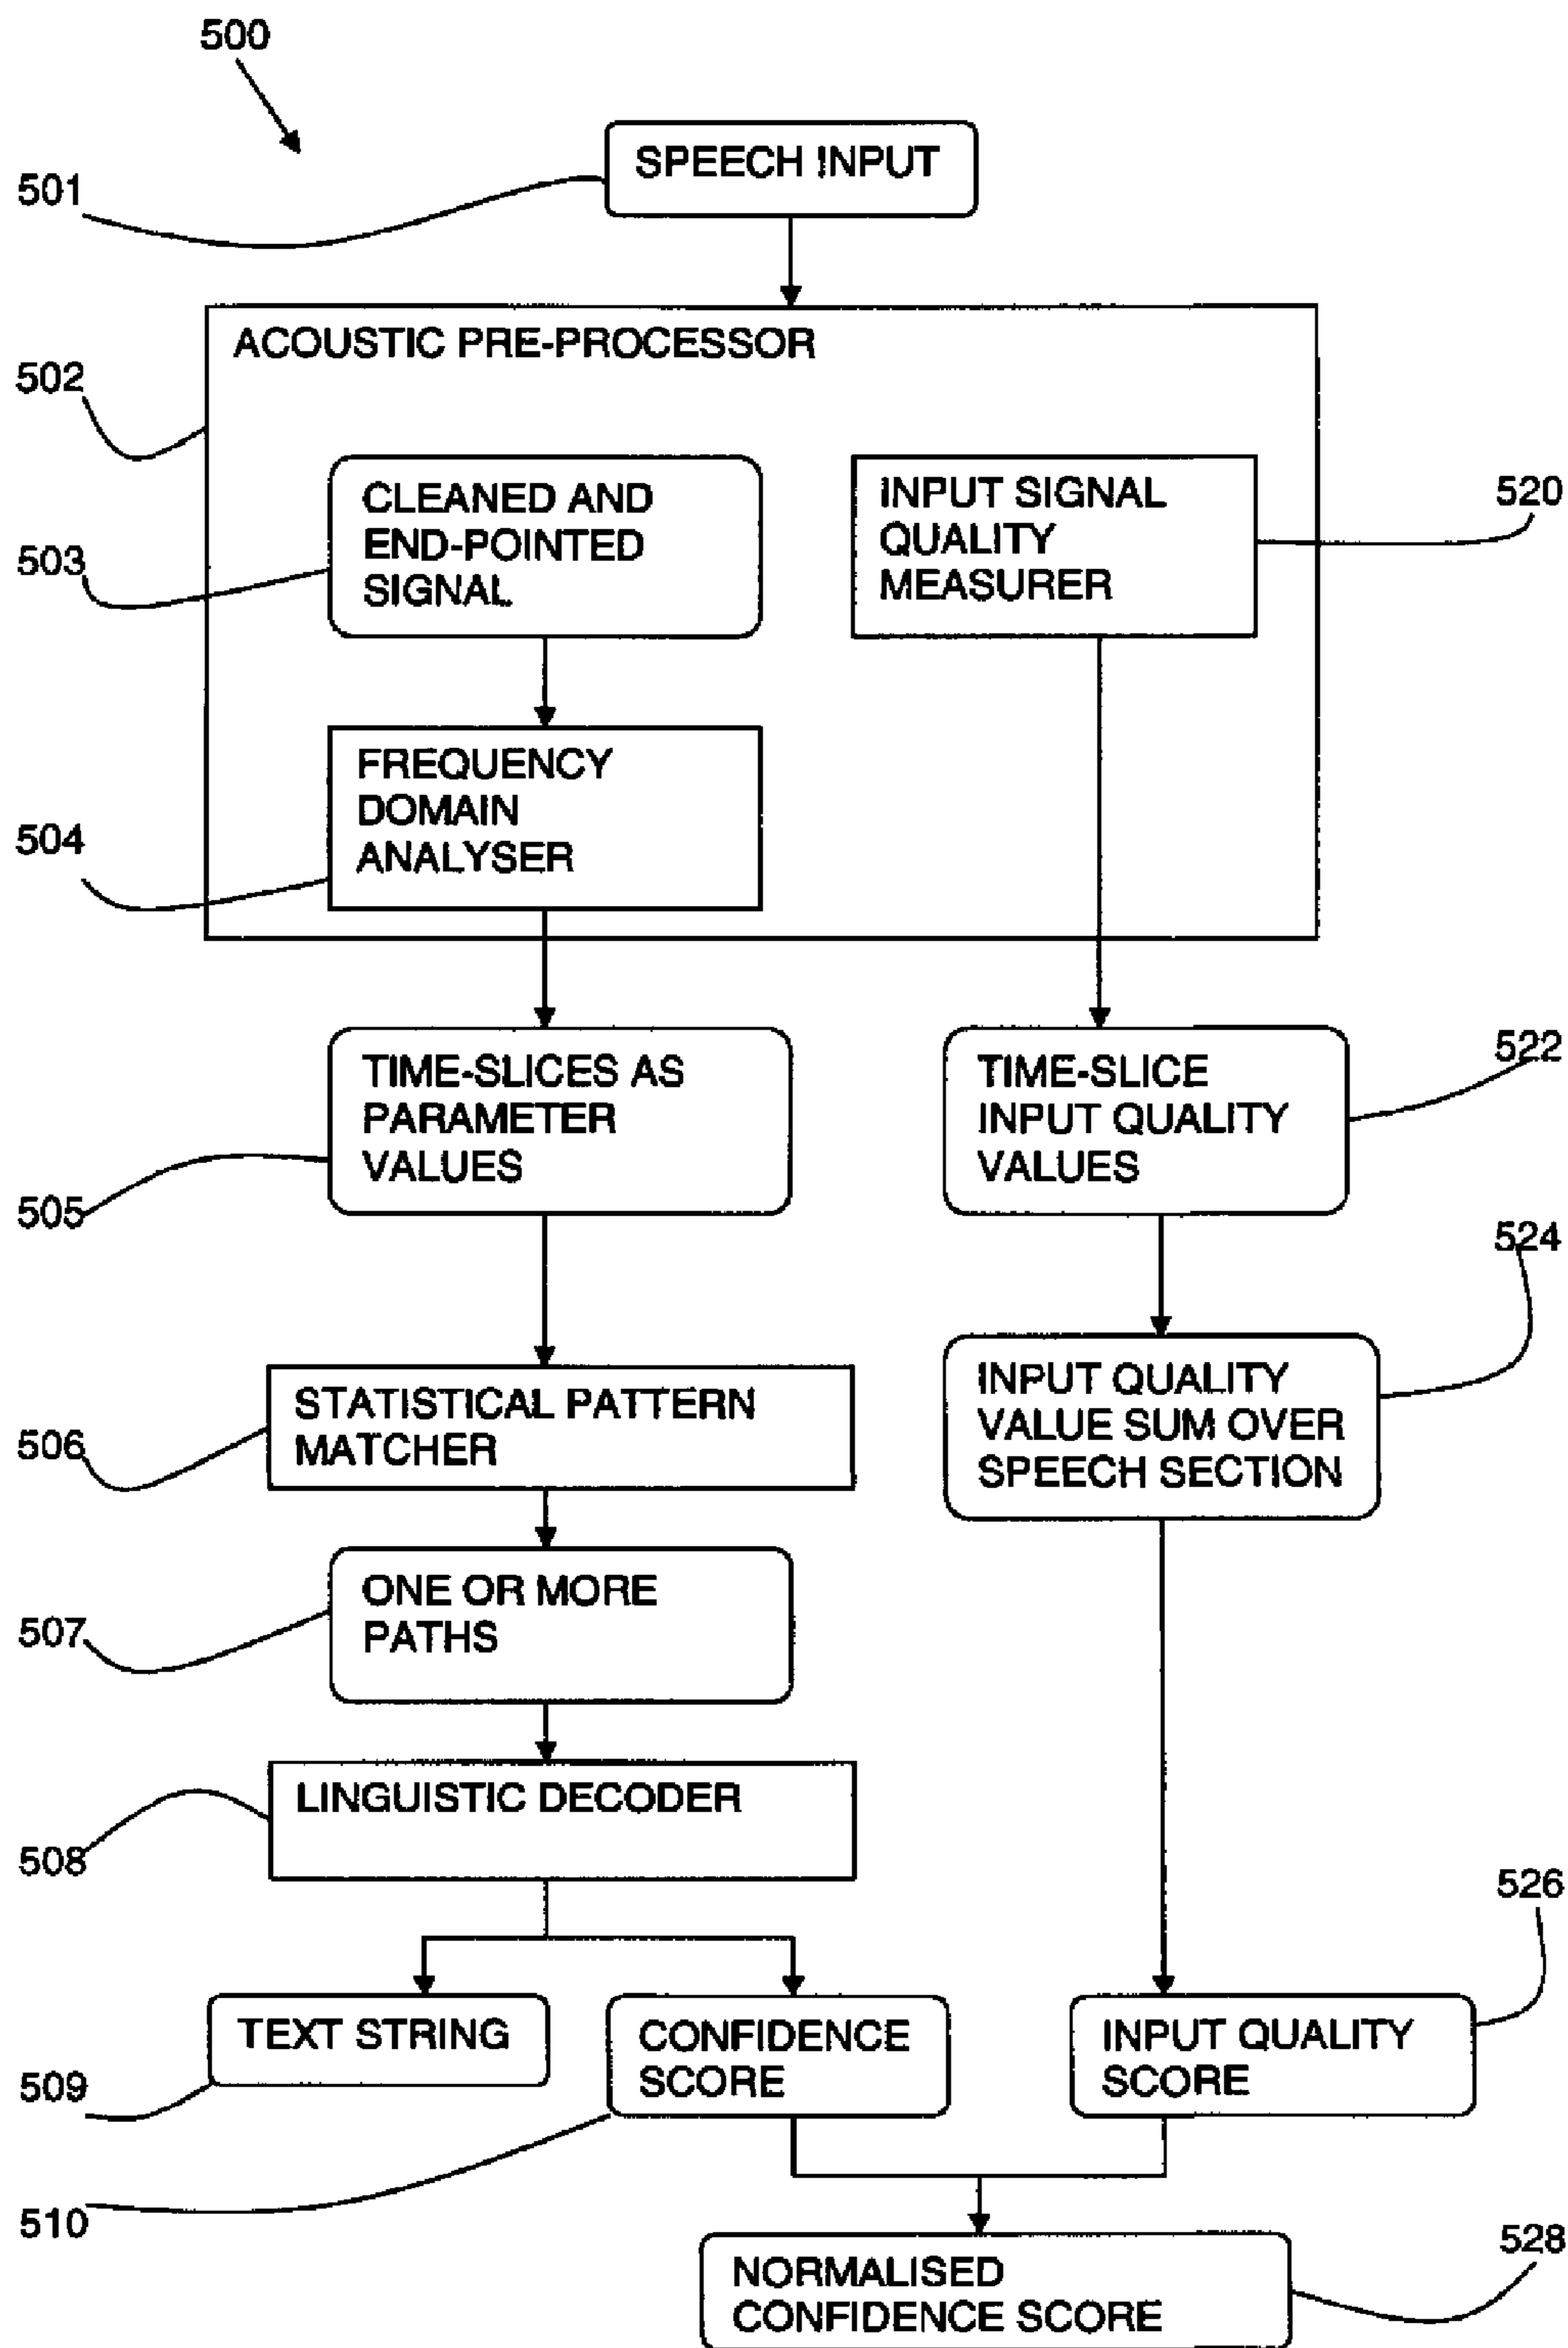 500
501
SPEECH INPUT
502
ACOUSTIC PRE-PROCESSOR
503
CLEANED AND
END-POINTED
SIGNAL
INPUT SIGNAL
QUALITY
MEASURER
520
504
FREQUENCY
DOMAIN
ANALYSER
505
TIME-SLICES AS
PARAMETER
VALUES
TIME-SLICE
INPUT QUALITY
VALUES
522
524
506
STATISTICAL PATTERN
MATCHER
INPUT QUALITY
VALUE SUM OVER
SPEECH SECTION
507
ONE OR MORE
PATHS
508
LINGUISTIC DECODER
526
509
TEXT STRING
CONFIDENCE
SCORE
INPUT QUALITY
SCORE
510
528
NORMALISED
CONFIDENCE SCORE